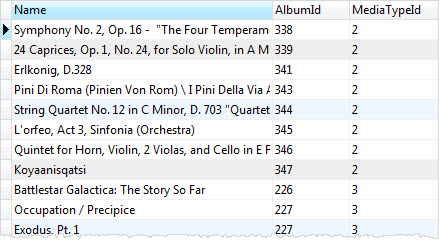 Name AlbumId MediaTypeId
Symphony No. 2, Op. 16 - "The Four Temperam 338 2
24 Caprices, Op. 1, No. 24, for Solo Violin, in A M 339 2
Erlkonig, D.328 341 2
Pini Di Roma (Pinien Von Rom) \ I Pini Della Via A 343 2
String Quartet No. 12 in C Minor, D. 703 "Quartet 344 2
L'orfeo, Act 3, Sinfonia (Orchestra) 345 2
Quintet for Horn, Violin, 2 Violas, and Cello in E F 346 2
Koyaanisqatsi 347 2
Battlestar Galactica: The Story So Far 226 3
Occupation / Precipice 227 3
Exodus, Pt. 1 227 3